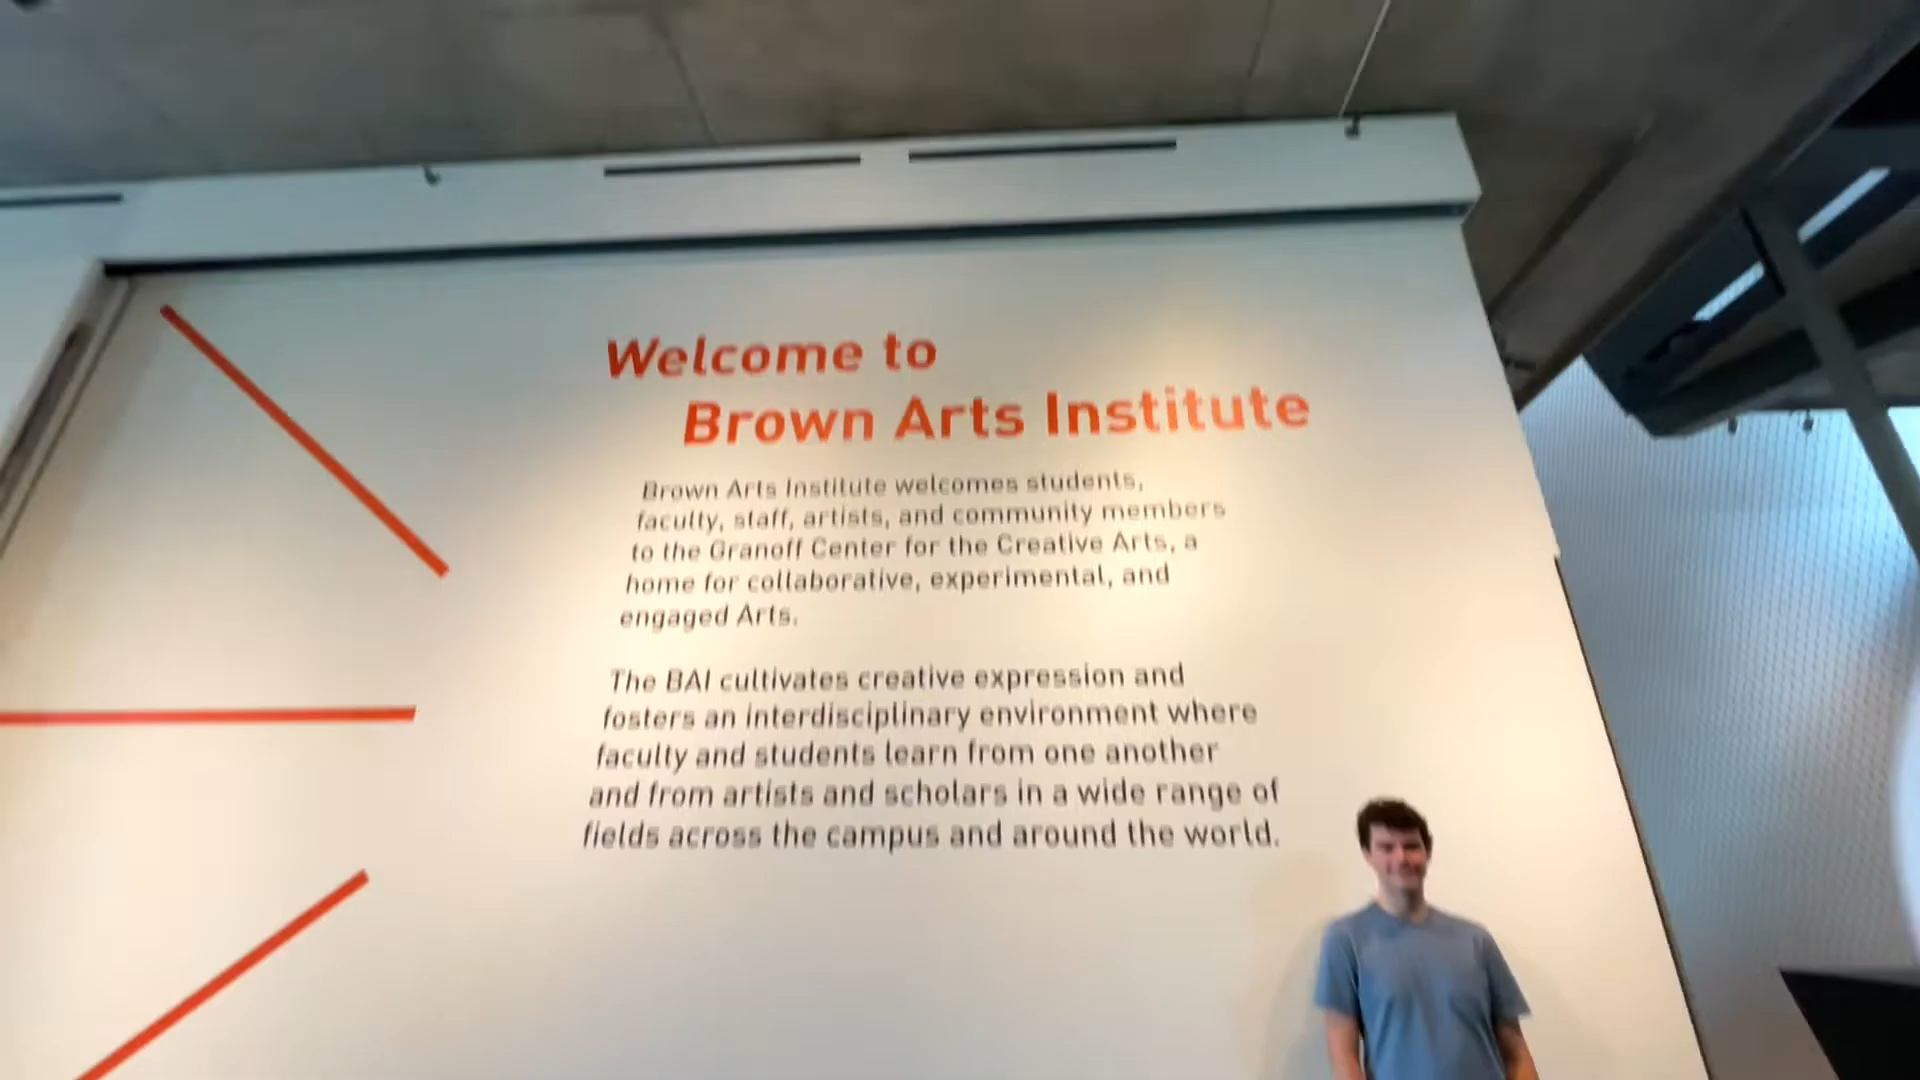 Welcome to
Brown Arts Institute
Brown Arts Institute welcomes students,
faculty, staff, artists, and community members
to the Granoff Center for the Creative Arts, a
home for collaborative, experimental, and
engaged Arts.
The BAI cultivates creative expression and
fosters an interdisciplinary environment where
faculty and students learn from one another
and from artists and scholars in a wide range of
fields across the campus and around the world.